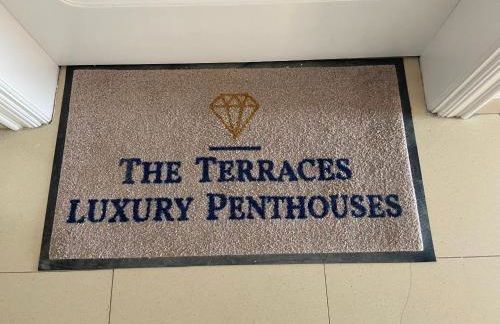 THE TERRACES
LUXURY PENTHOUSES